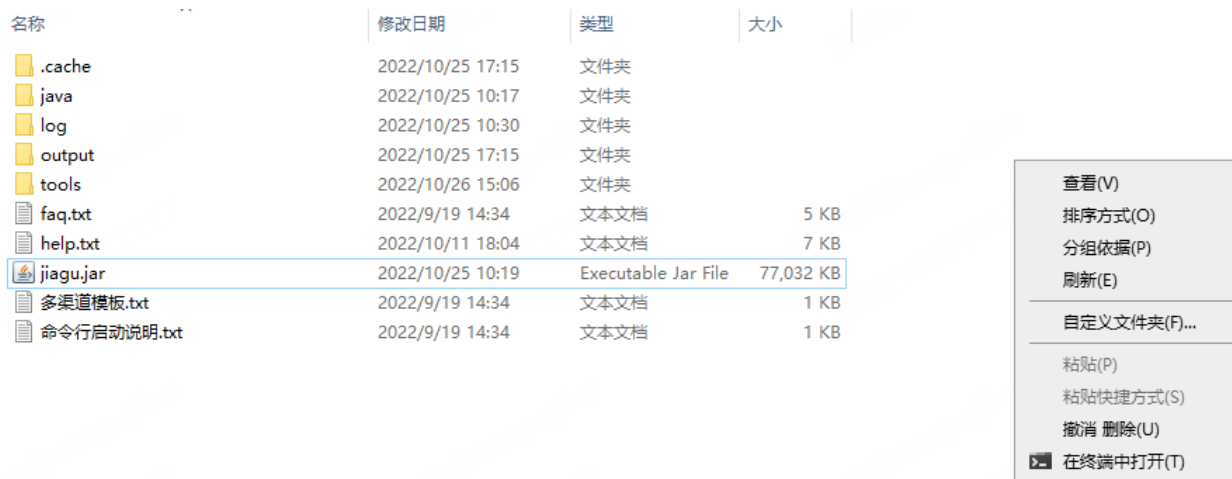 名称 修改日期 类型 大小
.cache 2022/10/25 17:15 文件夹
java 2022/10/25 10:17 文件夹
log 2022/10/25 10:30 文件夹
output 2022/10/25 17:15 文件夹
tools 2022/10/26 15:06 文件夹
faq.txt 2022/9/19 14:34 文本文档 5 KB
help.txt 2022/10/11 18:04 文本文档 7 KB
jiagu.jar 2022/10/25 10:19 Executable Jar File 77,032 KB
多渠道模板.txt 2022/9/19 14:34 文本文档 1 KB
命令行启动说明.txt 2022/9/19 14:34 文本文档 1 KB
查看(V)
排序方式(O)
分组依据(P)
刷新(E)
自定义文件夹(F)...
粘贴(P)
粘贴快捷方式(S)
撤消 删除(U)
在终端中打开(T)